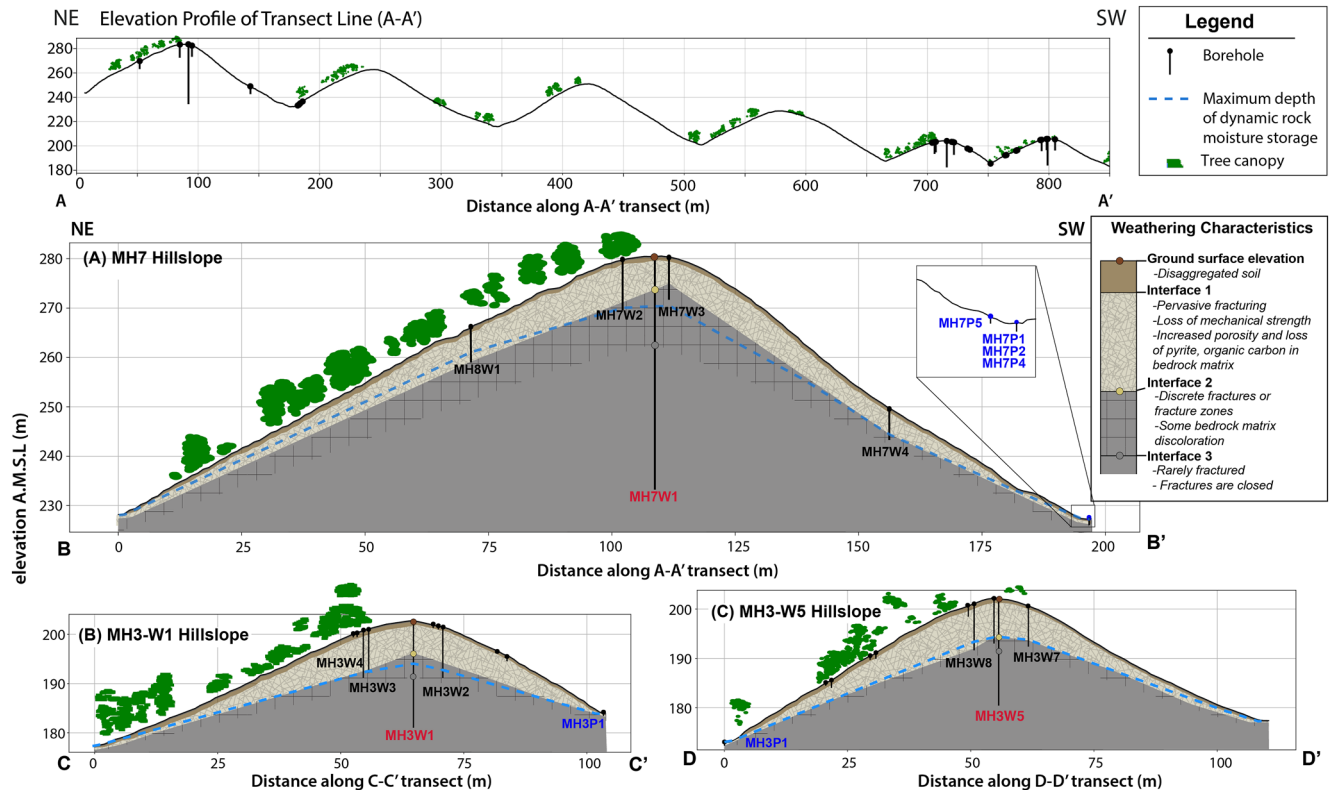 NE Elevation Profile of Transect Line (A-A’) SW
280
260
240
220
200
180
0 100 200 300 400 500 600 700 800
A Distance along A-A’ transect (m) A’
Legend
Borehole
Maximum depth
of dynamic rock
moisture storage
Tree canopy
NE SW
(A) MH7 Hillslope
280
270
260
250
240
230
MH7W2 MH7W3
MH8W1
MH7W4
MH7W1
MH7P5
MH7P1
MH7P2
MH7P4
0 25 50 75 100 125 150 175 200
B Distance along A-A’ transect (m) B’
elevation A.M.S.L (m)
Weathering Characteristics
Ground surface elevation
-Disaggregated soil
Interface 1
-Pervasive fracturing
-Loss of mechanical strength
-Increased porosity and loss
of pyrite, organic carbon in
bedrock matrix
Interface 2
-Discrete fractures or
fracture zones
-Some bedrock matrix
discoloration
Interface 3
-Rarely fractured
- Fractures are closed
(B) MH3-W1 Hillslope
200
190
180
MH3W4
MH3W3
MH3W2
MH3W1
MH3P1
0 25 50 75 100
C Distance along C-C’ transect (m) C’
(C) MH3-W5 Hillslope
200
190
180
MH3W8
MH3W7
MH3W5
MH3P1
0 25 50 75 100
D Distance along D-D’ transect (m) D’